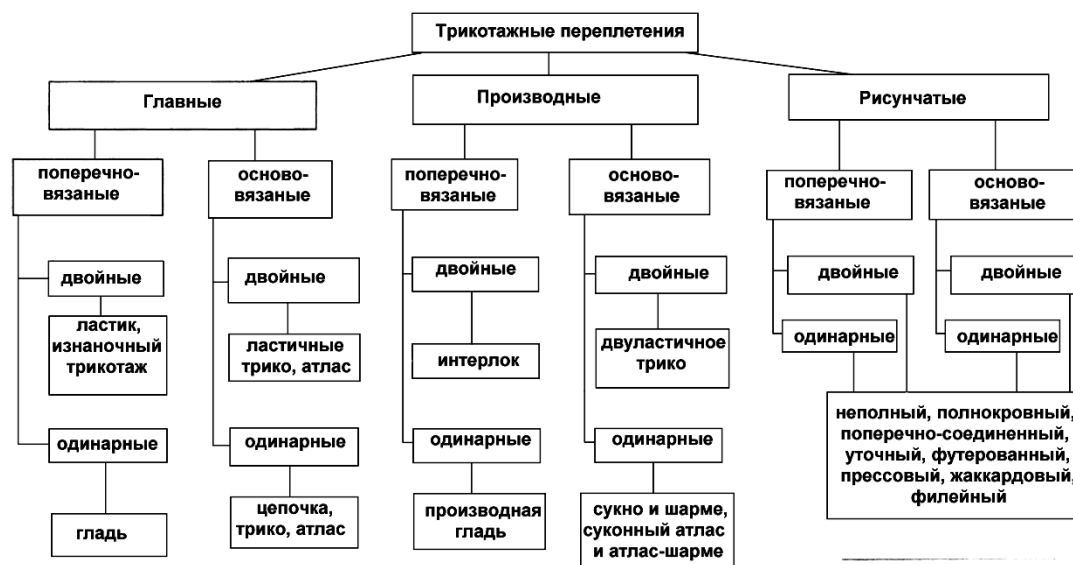 Трикотажные переплетения
Главные
Производные
Рисунчатые
поперечно-
вязаные
осново-
вязаные
поперечно-
вязаные
осново-
вязаные
поперечно-
вязаные
осново-
вязаные
двойные
двойные
двойные
двойные
двойные
двойные
ластик,
изнаночный
трикотаж
ластичные
трико, атлас
интерлок
двуластичное
трико
одинарные
одинарные
одинарные
одинарные
одинарные
одинарные
гладь
цепочка,
трико, атлас
производная
гладь
сукно и шарме,
суконный атлас
и атлас-шарме
неполный, полнокровный,
поперечно-соединенный,
уточный, футерованный,
прессовый, жаккардовый,
филейный